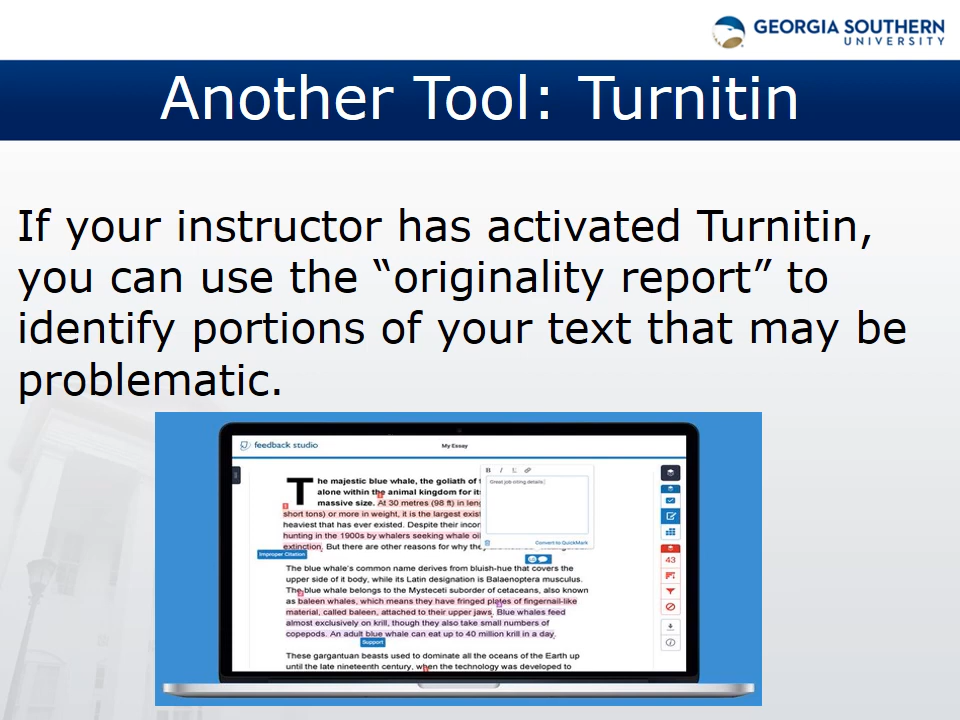 GEORGIA SOUTHERN
UNIVERSITY
Another Tool: Turnitin
If your instructor has activated Turnitin,
you can use the “originality report” to
identify portions of your text that may be
problematic.
feedback studio
My Essay
The majestic blue whale, the goliath of
alone within the animal kingdom for its
massive size. At 30 metres (98 ft) in
short tons) or more in weight, it is the largest
heaviest that has ever existed. Despite their
hunting in the 1900s by whalers seeking whale
extinction. But there are other reasons for why
Improper Citation
B I U
Great job citing details
Convert to QuickMark
The blue whale's common name derives from bluish-hue that covers the
upper side of it body, while its Latin designation is Balaenoptera musculus.
The blue whale belongs to the Mysteceti suborder of cetaceans, also known
as baleen whales, which means they have fringed plates of fingernail-like
material, called baleen, attached to their upper jaws. Blue whales feed
almost exclusively on krill, though they also take small numbers of
copepods. An adult blue whale can eat up to 40 million krill in a day.
Support
These gargantuan beasts used to dominate all the oceans of the Earth up
until the late nineteenth century, when the technology was developed to
43